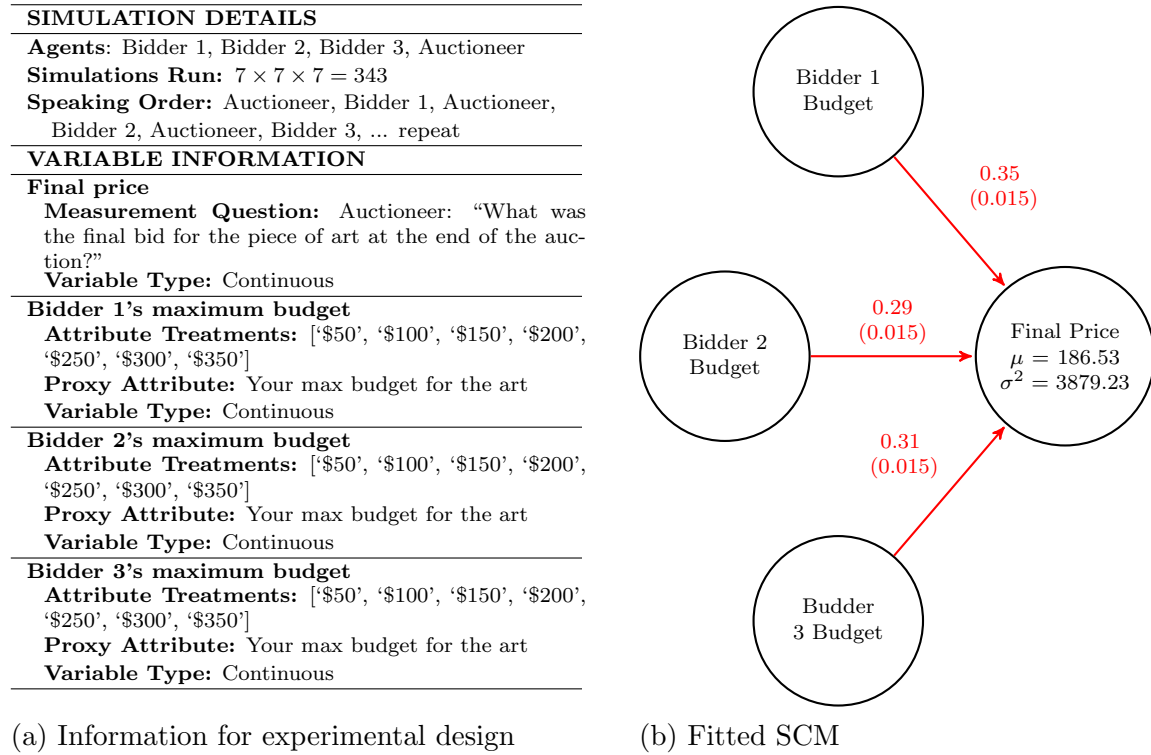 SIMULATION DETAILS
Agents: Bidder 1, Bidder 2, Bidder 3, Auctioneer
Simulations Run: 7 × 7 × 7 = 343
Speaking Order: Auctioneer, Bidder 1, Auctioneer,
Bidder 2, Auctioneer, Bidder 3, ... repeat
VARIABLE INFORMATION
Final price
Measurement Question: Auctioneer: “What was
the final bid for the piece of art at the end of the auc-
tion?”
Variable Type: Continuous
Bidder 1's maximum budget
Attribute Treatments: [‘$50’, ‘$100’, ‘$150’, ‘$200’,
‘$250’, ‘$300’, ‘$350’]
Proxy Attribute: Your max budget for the art
Variable Type: Continuous
Bidder 2's maximum budget
Attribute Treatments: [‘$50’, ‘$100’, ‘$150’, ‘$200’,
‘$250’, ‘$300’, ‘$350’]
Proxy Attribute: Your max budget for the art
Variable Type: Continuous
Bidder 3's maximum budget
Attribute Treatments: [‘$50’, ‘$100’, ‘$150’, ‘$200’,
‘$250’, ‘$300’, ‘$350’]
Proxy Attribute: Your max budget for the art
Variable Type: Continuous
(a) Information for experimental design
Bidder 1
Budget
0.35
(0.015)
Bidder 2
Budget
0.29
(0.015)
Final Price
μ = 186.53
σ² = 3879.23
0.31
(0.015)
Budder
3 Budget
(b) Fitted SCM